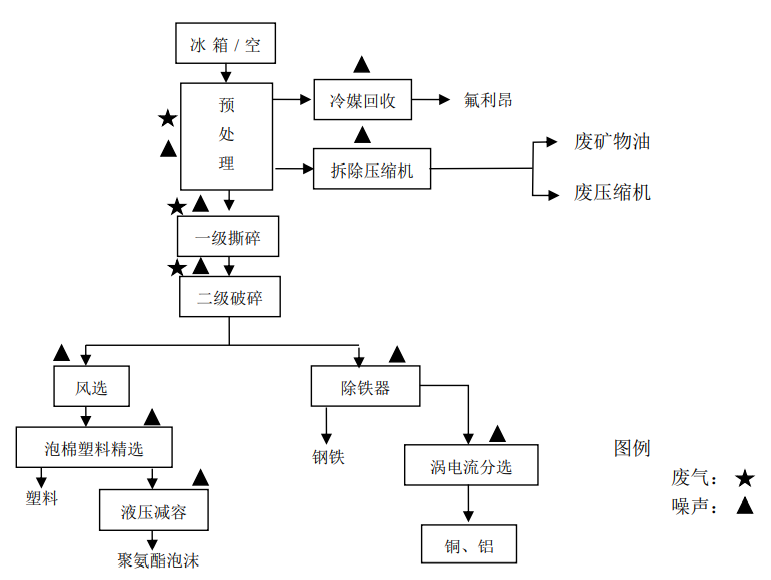 冰 箱 / 空
预
处
理
冷媒回收
氟利昂
拆除压缩机
废矿物油
废压缩机
一级撕碎
二级破碎
风选
除铁器
泡棉塑料精选
钢铁
涡电流分选
图例
塑料
液压减容
废气：
噪声：
聚氨酯泡沫
铜、铝